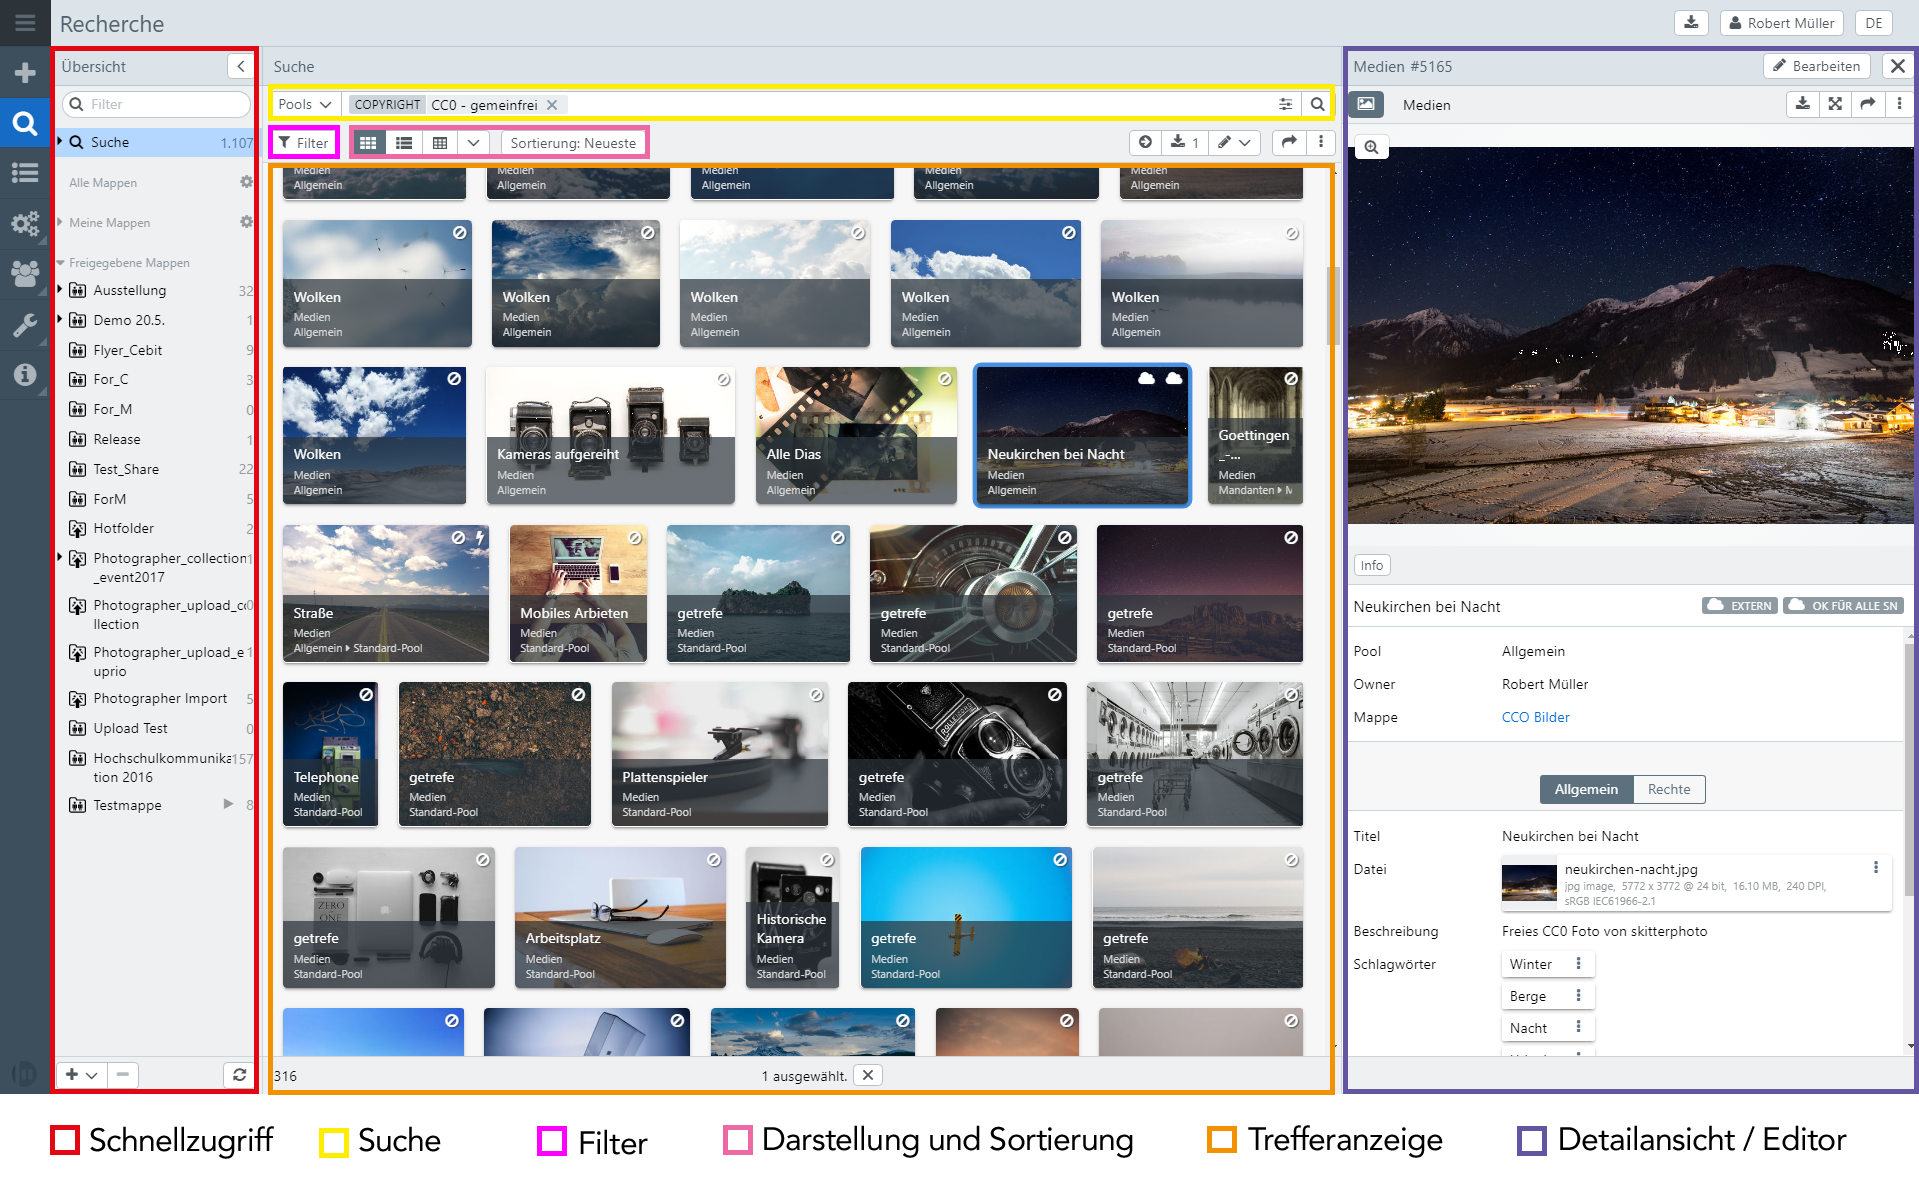 Recherche
Robert Müller
DE
Übersicht
Filter
Suche 1.107
Alle Mappen
Meine Mappen
Freigegebene Mappen
Ausstellung 32
Demo 20.5. 1
Flyer_Cebit 9
For_C 3
For_M 0
Release 1
Test_Share 22
ForM 5
Hotfolder 2
Photographer_collection 1
_event2017
Photographer_upload_co 0
llection
Photographer_upload_e 1
uprio
Photographer Import 5
Upload Test 0
Hochschulkommunika 157
tion 2016
Testmappe 8
Suche
Pools COPYRIGHT CC0 - gemeinfrei
Filter Sortierung: Neueste 1
Medien Medien Medien Medien Medien
Allgemein Allgemein Allgemein Allgemein Allgemein
Wolken Wolken Wolken Wolken Wolken
Medien Medien Medien Medien Medien
Allgemein Allgemein Allgemein Allgemein Allgemein
Wolken Kameras aufgereiht Alle Dias Neukirchen bei Nacht Goettingen
_-...
Medien Medien Medien Medien Medien
Allgemein Allgemein Allgemein Allgemein Mandanten
Straße Mobiles Arbieten getrefe getrefe getrefe
Medien Medien Medien Medien Medien
Allgemein Standard-Pool Standard-Pool Standard-Pool Standard-Pool Standard-Pool
Telephone getrefe Plattenspieler getrefe getrefe
Medien Medien Medien Medien Medien
Standard-Pool Standard-Pool Standard-Pool Standard-Pool Standard-Pool
ZERO
ONE
getrefe Arbeitsplatz Historische Kamera getrefe getrefe
Medien Medien Medien Medien Medien
Standard-Pool Standard-Pool Standard-Pool Standard-Pool Standard-Pool
316 1 ausgewählt.
Medien #5165
Bearbeiten
Medien
Info
Neukirchen bei Nacht EXTERN OK FÜR ALLE SN
Pool Allgemein
Owner Robert Müller
Mappe CCO Bilder
Allgemein Rechte
Titel Neukirchen bei Nacht
Datei neukirchen-nacht.jpg
jpg image, 5772 x 3772 @ 24 bit, 16.10 MB, 240 DPI,
sRGB IEC61966-2.1
Beschreibung Freies CC0 Foto von skitterphoto
Schlagwörter Winter
Berge
Nacht
Schnellzugriff Suche Filter Darstellung und Sortierung Trefferanzeige Detailansicht / Editor